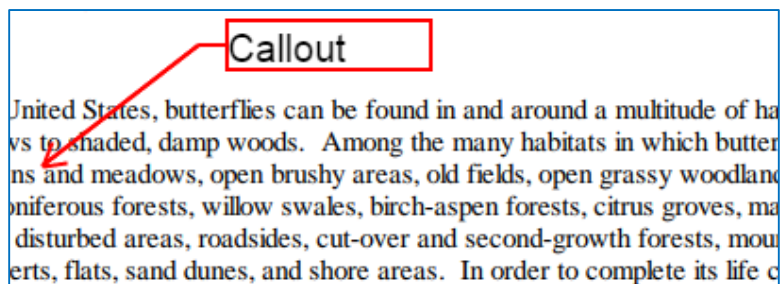 Callout
United States, butterflies can be found in and around a multitude of ha
vs to shaded, damp woods.  Among the many habitats in which butter
ns and meadows, open brushy areas, old fields, open grassy woodland
oniferous forests, willow swales, birch-aspen forests, citrus groves, ma
disturbed areas, roadsides, cut-over and second-growth forests, mou
erts, flats, sand dunes, and shore areas.  In order to complete its life c